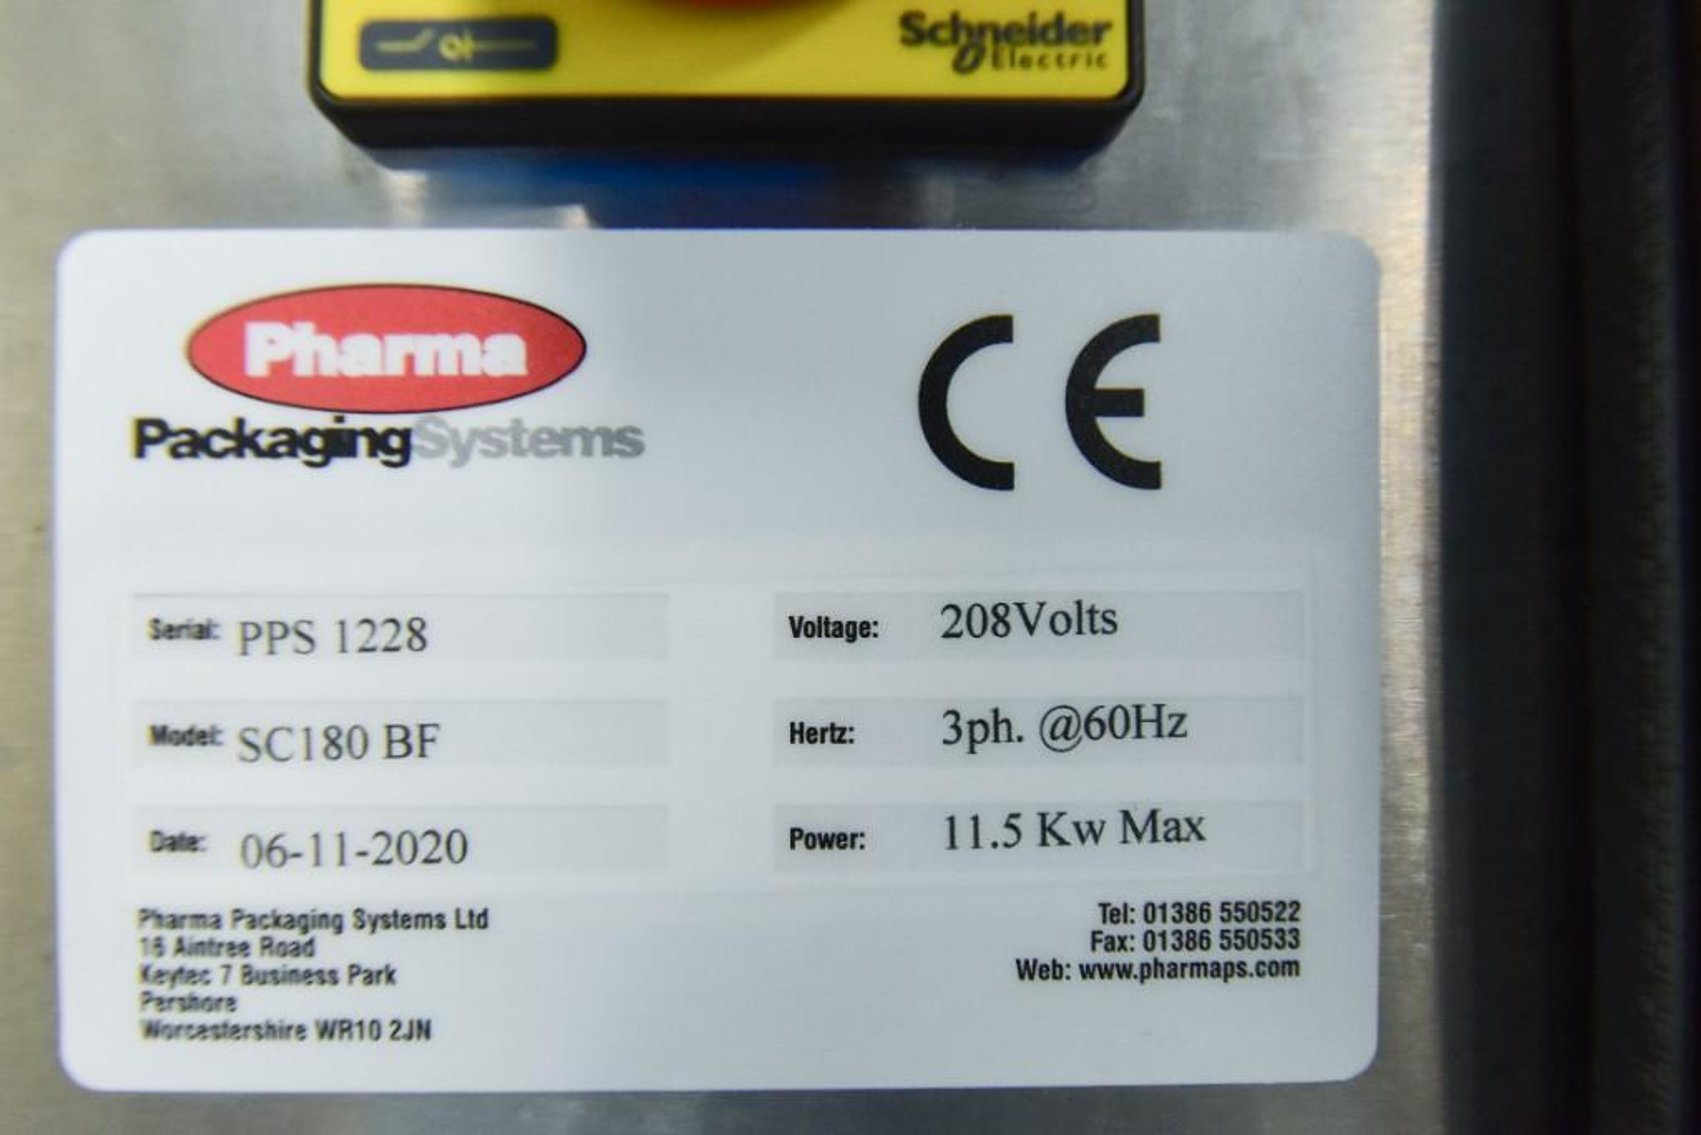 Schneider
Electric
Pharma
PackagingSystems
CE
Serial: PPS 1228
Voltage: 208Volts
Model: SC180 BF
Hertz: 3ph. @60Hz
Date: 06-11-2020
Power: 11.5 Kw Max
Pharma Packaging Systems Ltd
16 Aintree Road
Keytec 7 Business Park
Pershore
Worcestershire WR10 2JN
Tel: 01386 550522
Fax: 01386 550533
Web: www.pharmaps.com